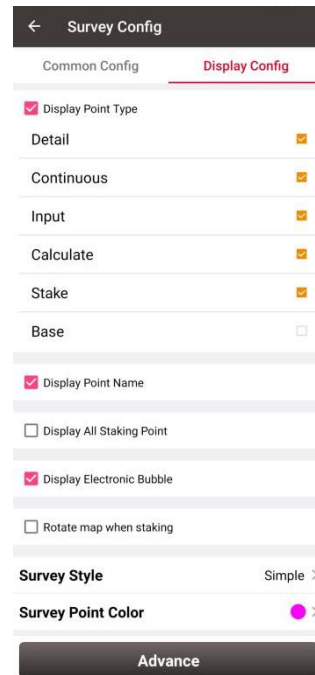 Survey Config
Common Config Display Config
Display Point Type
Detail
Continuous
Input
Calculate
Stake
Base
Display Point Name
Display All Staking Point
Display Electronic Bubble
Rotate map when staking
Survey Style Simple
Survey Point Color
Advance